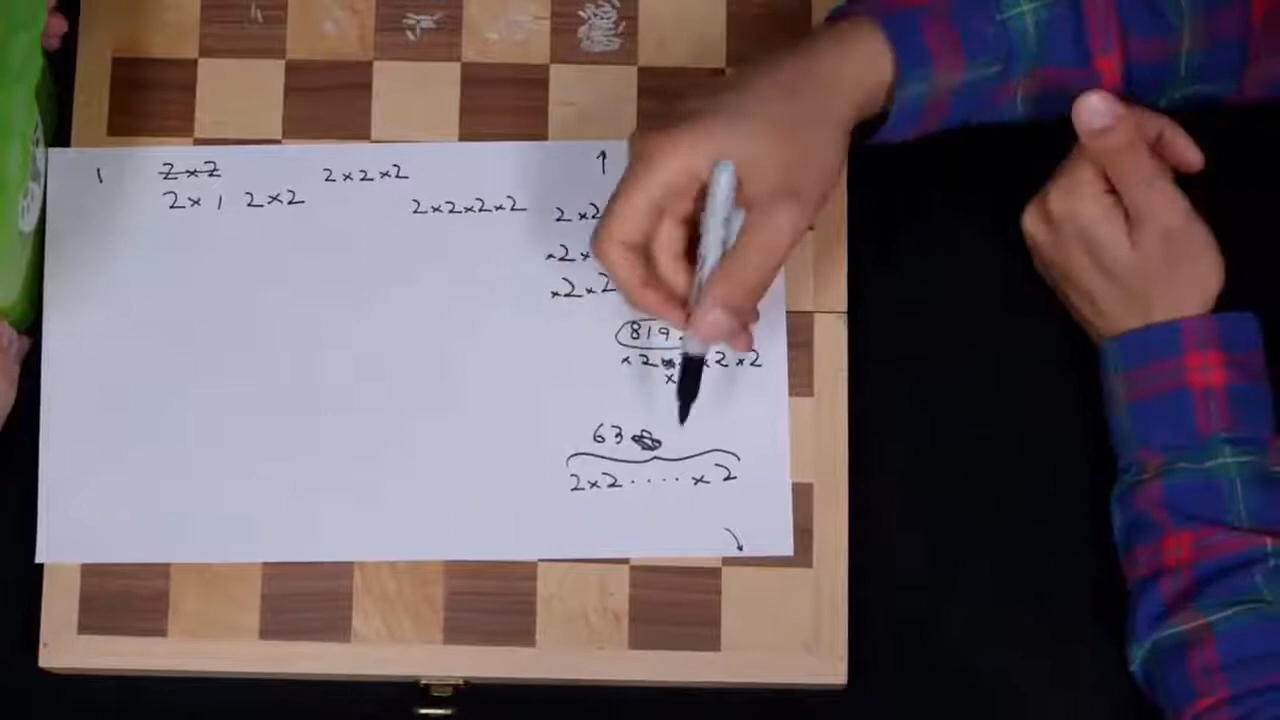 1 2×2 2×2×2 ↑
2×1 2×2 2×2×2×2 2×2
×2×
×2×2
819
×2 ×2×2
×
63
2×2 · · · · ×2